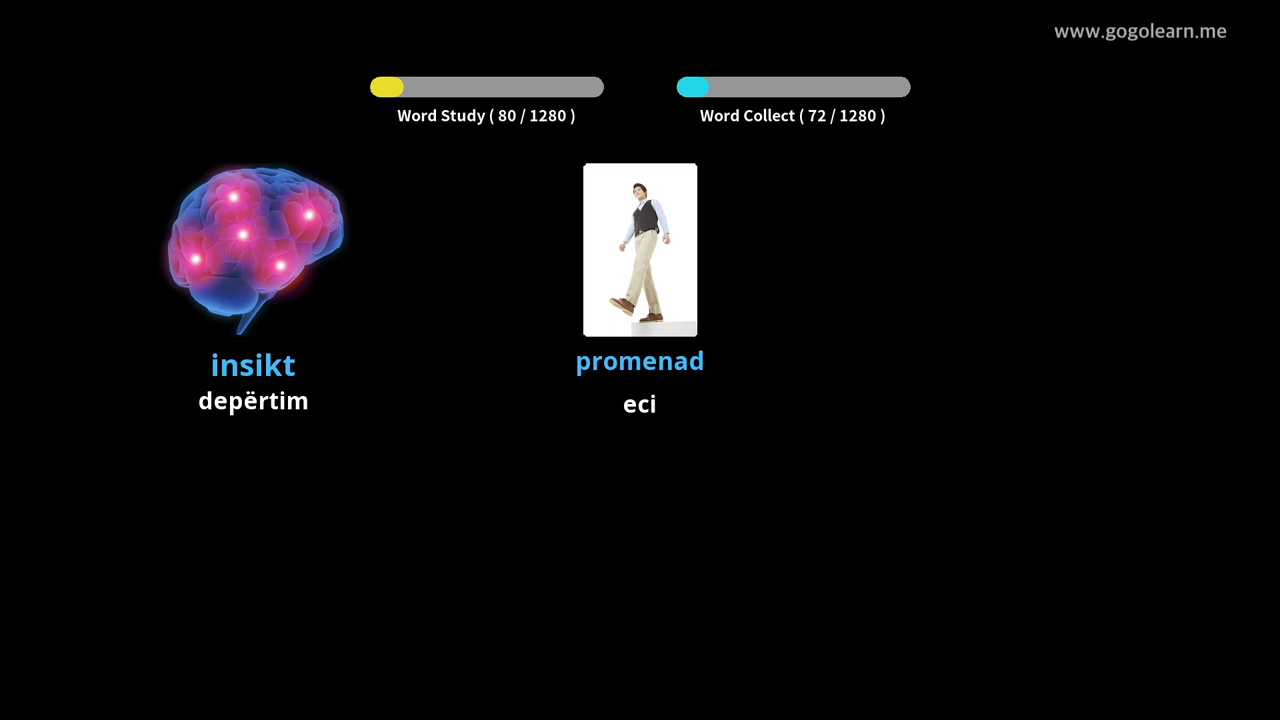 www.gogolearn.me
Word Study ( 80 / 1280 )
Word Collect ( 72 / 1280 )
insikt
depërtim
promenad
eci